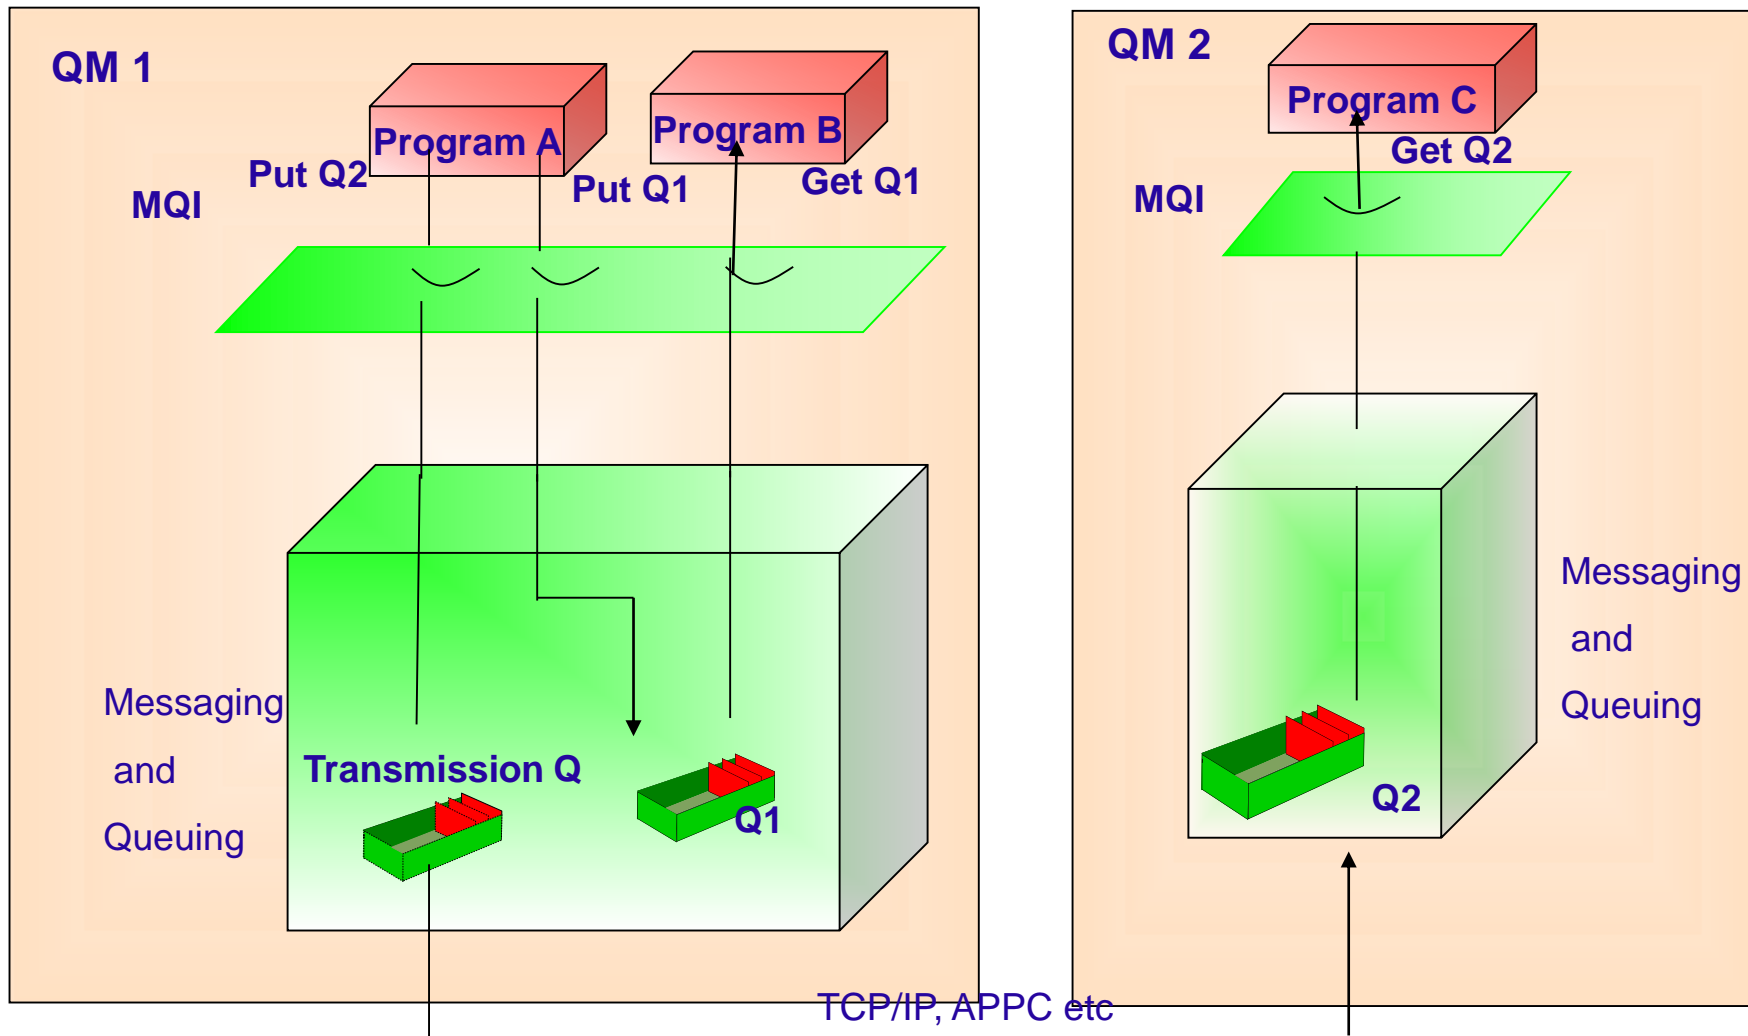 QM 1
Program A
Program B
Put Q2
Put Q1
Get Q1
MQI
Messaging
and
Queuing
Transmission Q
Q1
QM 2
Program C
Get Q2
MQI
Messaging
and
Queuing
Q2
TCP/IP, APPC etc